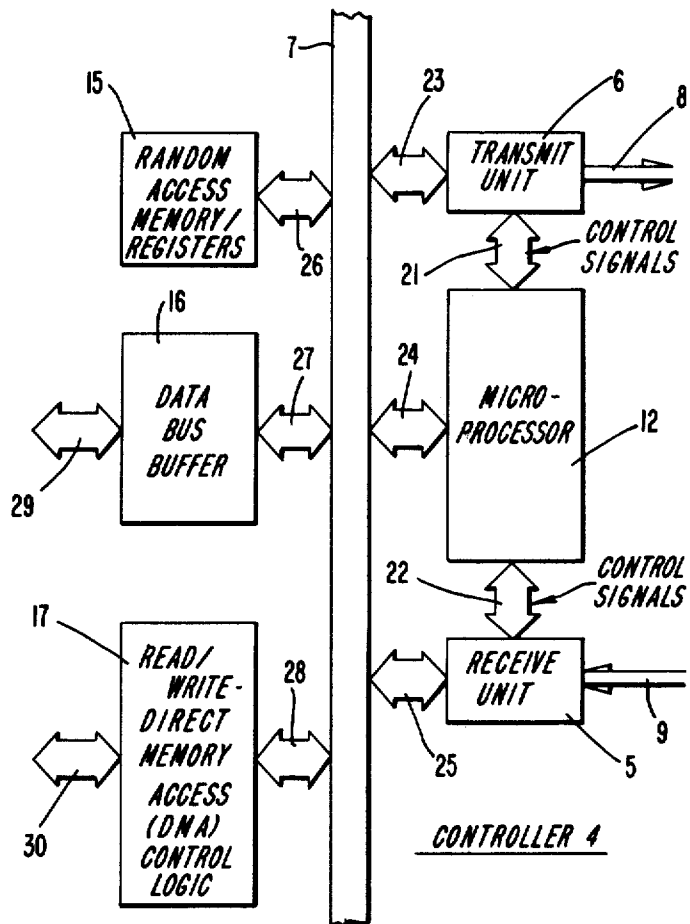 7
15
RANDOM
ACCESS
MEMORY/
REGISTERS
26
23
6
8
TRANSMIT
UNIT
21
CONTROL
SIGNALS
16
DATA
BUS
BUFFER
27
29
24
MICRO-
PROCESSOR
12
22
CONTROL
SIGNALS
17
READ/
WRITE-
DIRECT
MEMORY
ACCESS
(DMA)
CONTROL
LOGIC
28
30
RECEIVE
UNIT
25
5
9
CONTROLLER 4